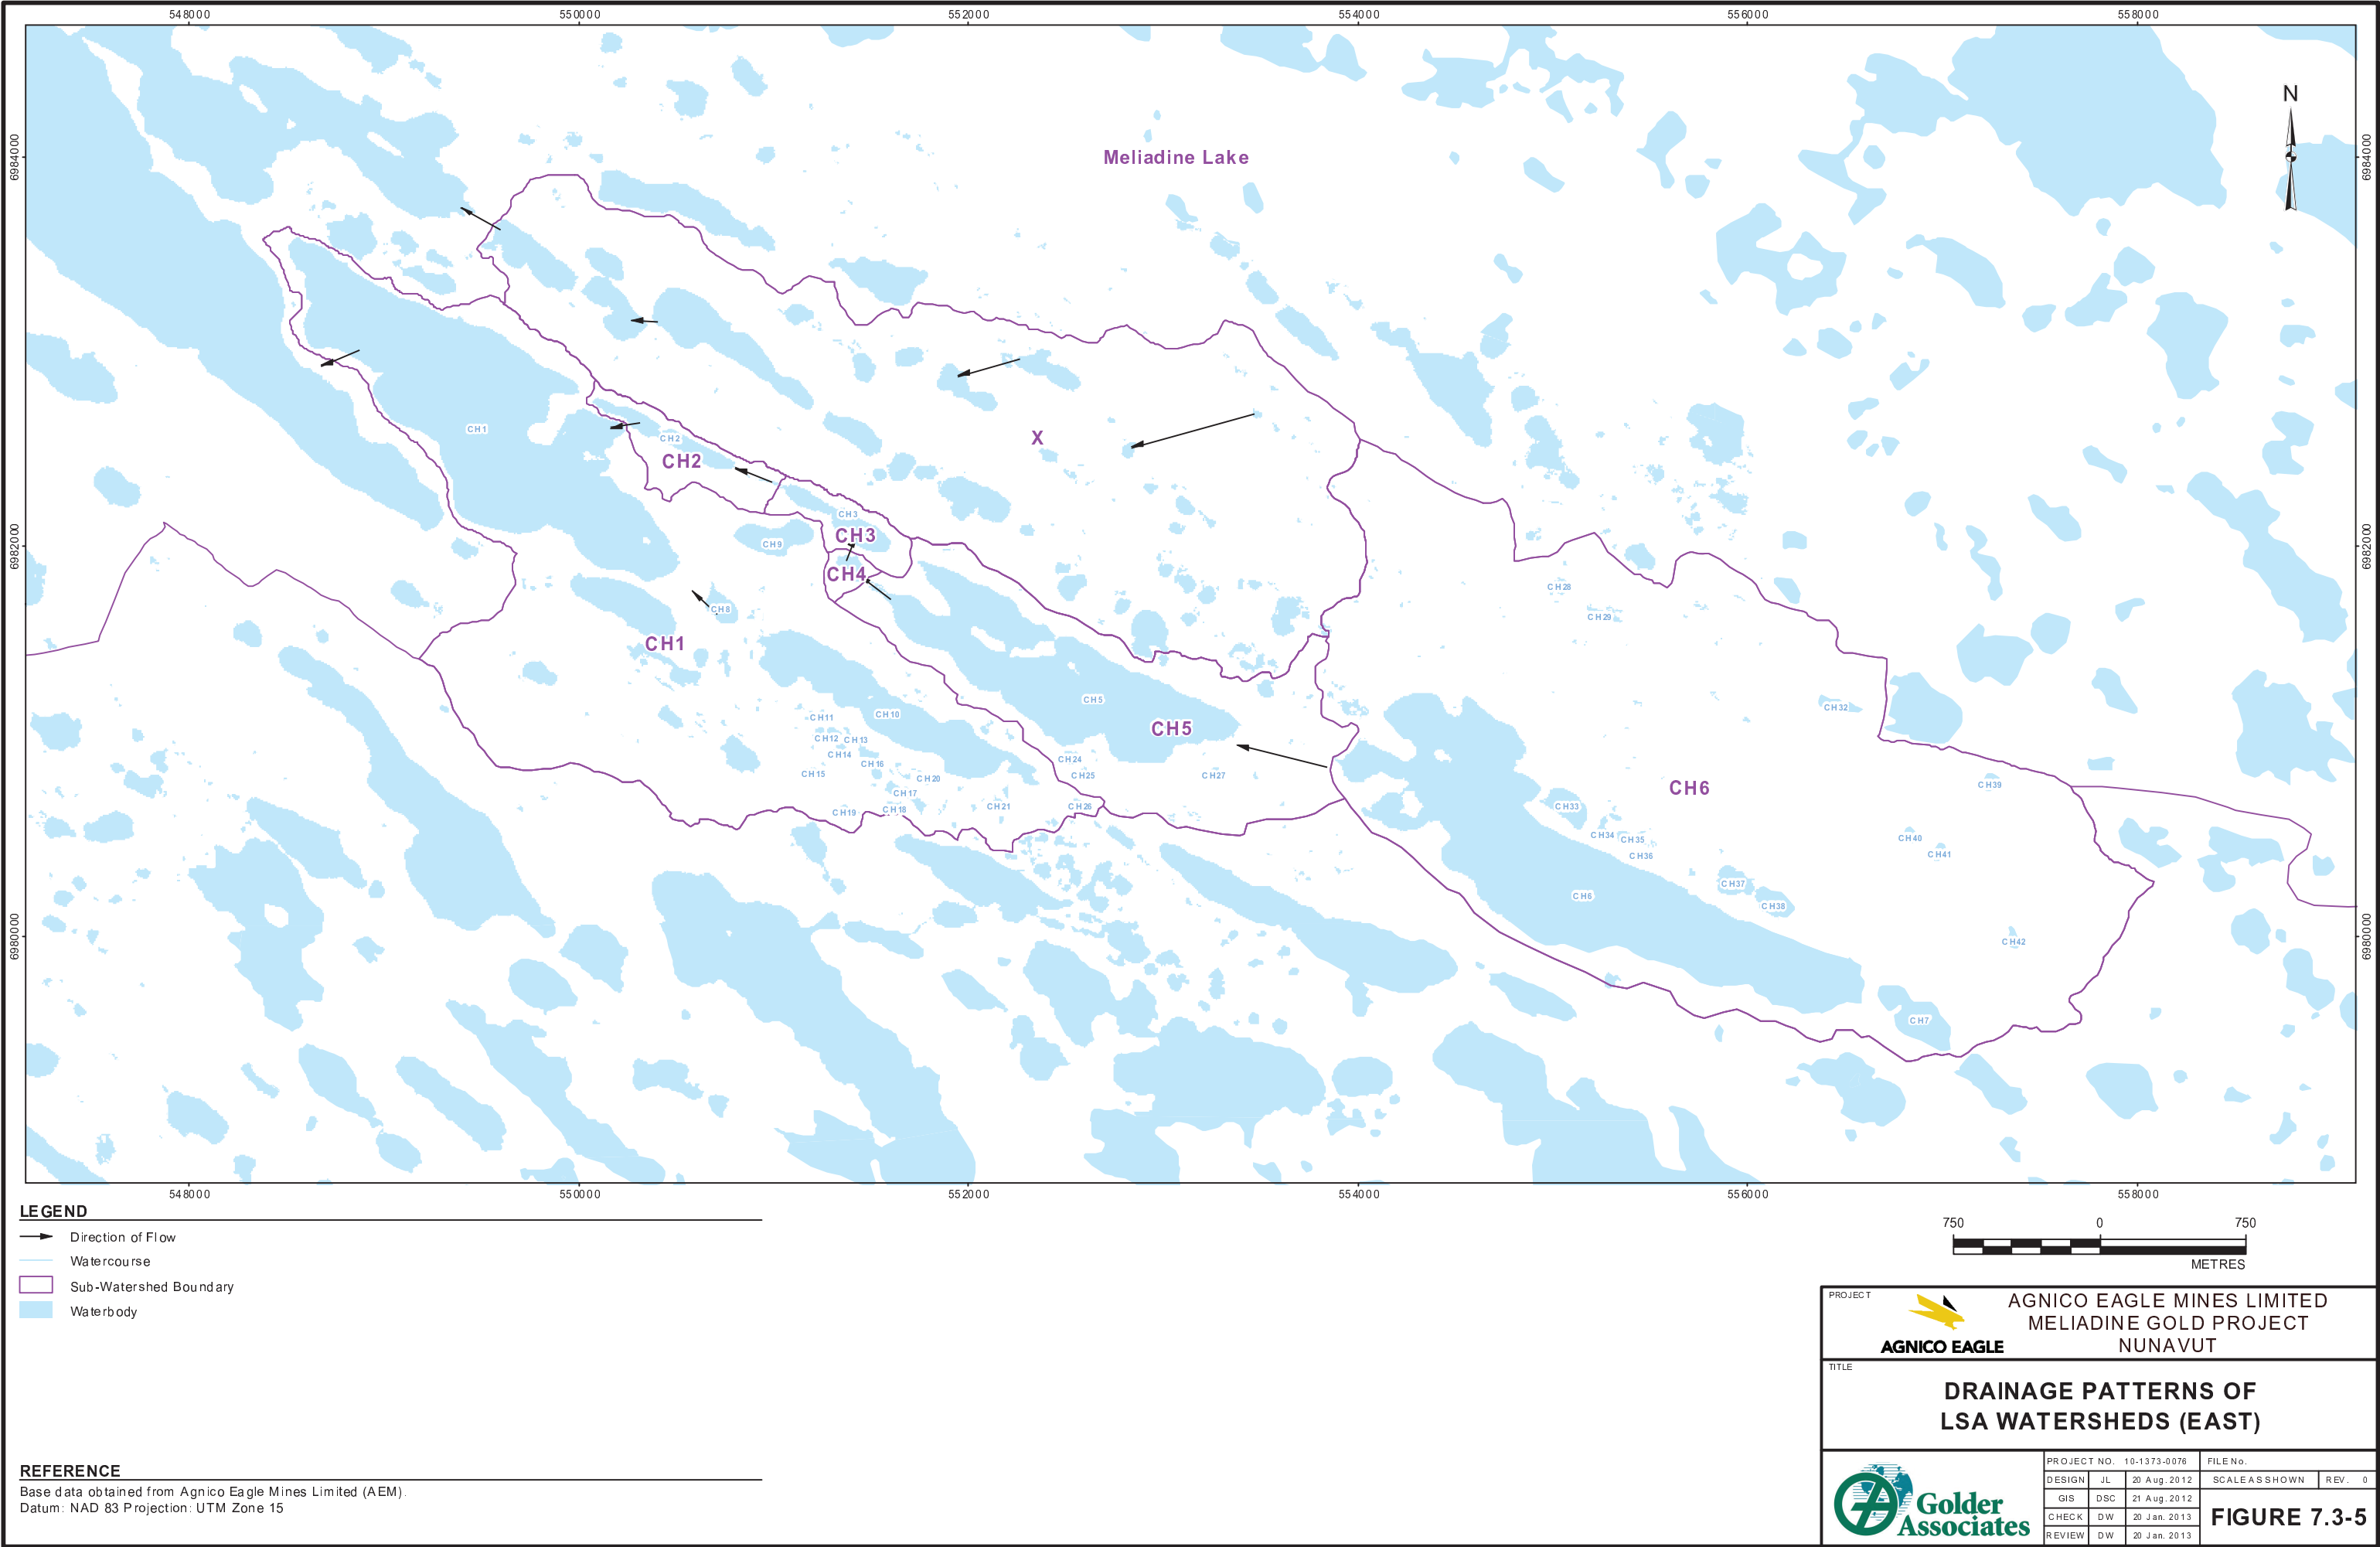 548000 550000 552000 554000 556000 558000
6984000
6984000
N
Meliadine Lake
CH1
CH2
CH2
X
CH3
CH3
CH9
CH4
CH8
CH1
6982000
6982000
CH28
CH29
CH5
CH5
CH10
CH11
CH12
CH13
CH14
CH16
CH15
CH20
CH17
CH19
CH18
CH21
CH24
CH25
CH26
CH27
CH32
CH6
CH39
CH33
CH34
CH35
CH36
CH40
CH41
CH37
CH38
CH6
CH42
CH7
6980000
6980000
548000 550000 552000 554000 556000 558000
LEGEND
Direction of Flow
Watercourse
Sub-Watershed Boundary
Waterbody
750 0 750
METRES
REFERENCE
Base data obtained from Agnico Eagle Mines Limited (AEM).
Datum: NAD 83 Projection: UTM Zone 15
PROJECT
AGNICO EAGLE
AGNICO EAGLE MINES LIMITED
MELIADINE GOLD PROJECT
NUNAVUT
TITLE
DRAINAGE PATTERNS OF
LSA WATERSHEDS (EAST)
Golder
Associates
PROJECT NO. 10-1373-0076 FILE No.
DESIGN JL 20 Aug. 2012 SCALE AS SHOWN REV. 0
GIS DSC 21 Aug. 2012
CHECK DW 20 Jan. 2013
REVIEW DW 20 Jan. 2013
FIGURE 7.3-5